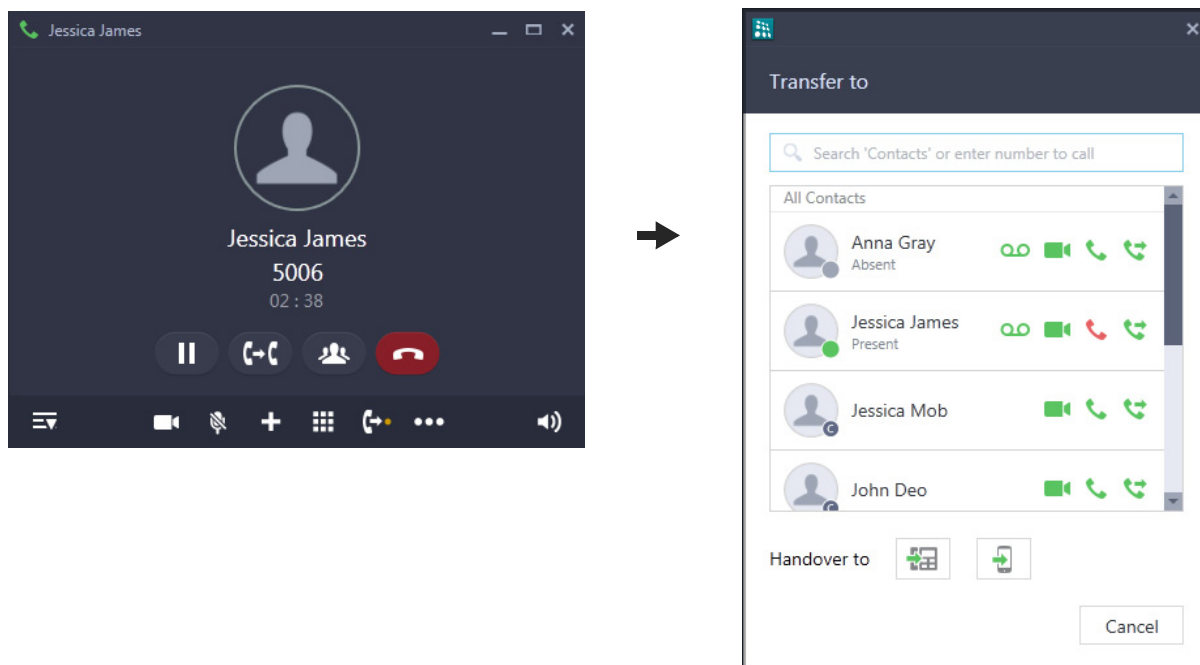 Jessica James
Jessica James
5006
02 : 38
Transfer to
Search 'Contacts' or enter number to call
All Contacts
Anna Gray
Absent
Jessica James
Present
C
Jessica Mob
C
John Deo
Handover to
Cancel